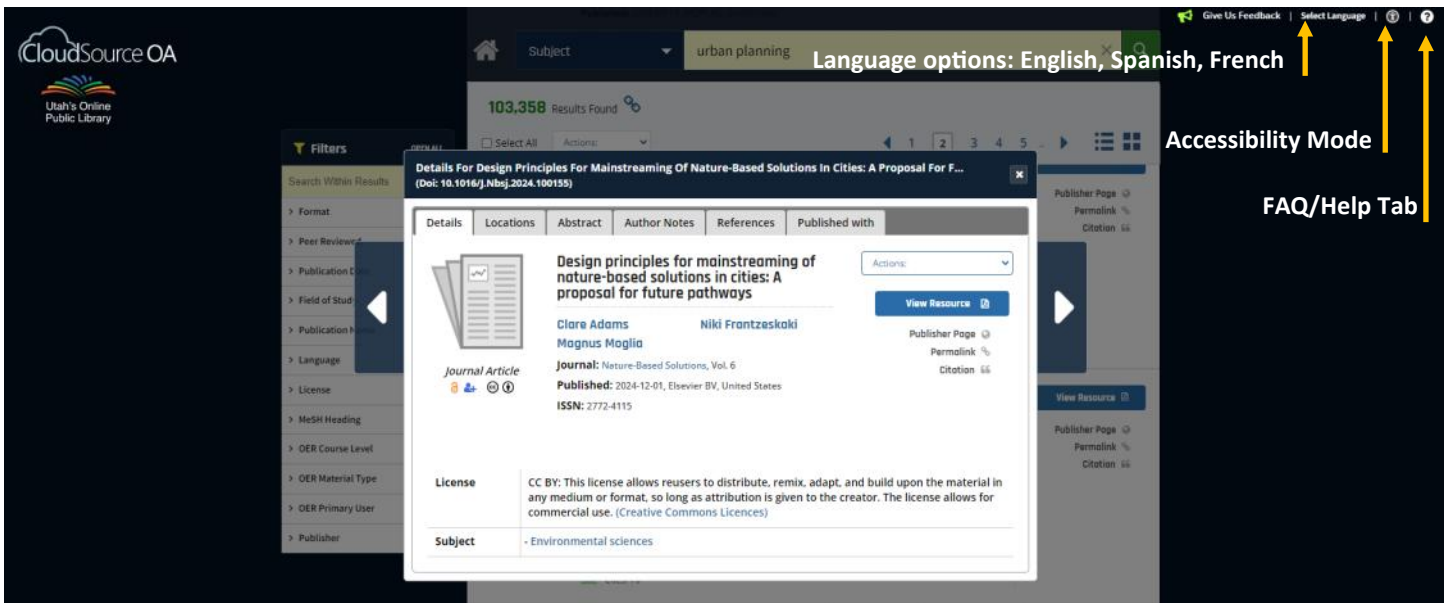 Give Us Feedback | Select Language | | ?
CloudSource OA
Utah's Online
Public Library
Subject
urban planning
Language options: English, Spanish, French
Accessibility Mode
FAQ/Help Tab
103,358 Results Found
Select All
Actions:
1 2 3 4 5
Filters
Search Within Results
> Format
> Peer Reviewed
> Publication
> Field of Stud
> Publication
> Language
> License
> MeSH Heading
> OER Course Level
> OER Material Type
> OER Primary User
> Publisher
Details For Design Principles For Mainstreaming Of Nature-Based Solutions In Cities: A Proposal For F...
(Doi: 10.1016/J.Nbsj.2024.100155)
Details Locations Abstract Author Notes References Published with
Design principles for mainstreaming of
nature-based solutions in cities: A
proposal for future pathways
Clare Adams Niki Frantzeskaki
Magnus Moglia
Journal: Nature-Based Solutions, Vol. 6
Published: 2024-12-01, Elsevier BV, United States
ISSN: 2772-4115
Journal Article
Actions:
View Resource
Publisher Page
Permalink
Citation
License
CC BY: This license allows reusers to distribute, remix, adapt, and build upon the material in
any medium or format, so long as attribution is given to the creator. The license allows for
commercial use. (Creative Commons Licences)
Subject
- Environmental sciences
Publisher Page
Permalink
Citation
View Resource
Publisher Page
Permalink
Citation